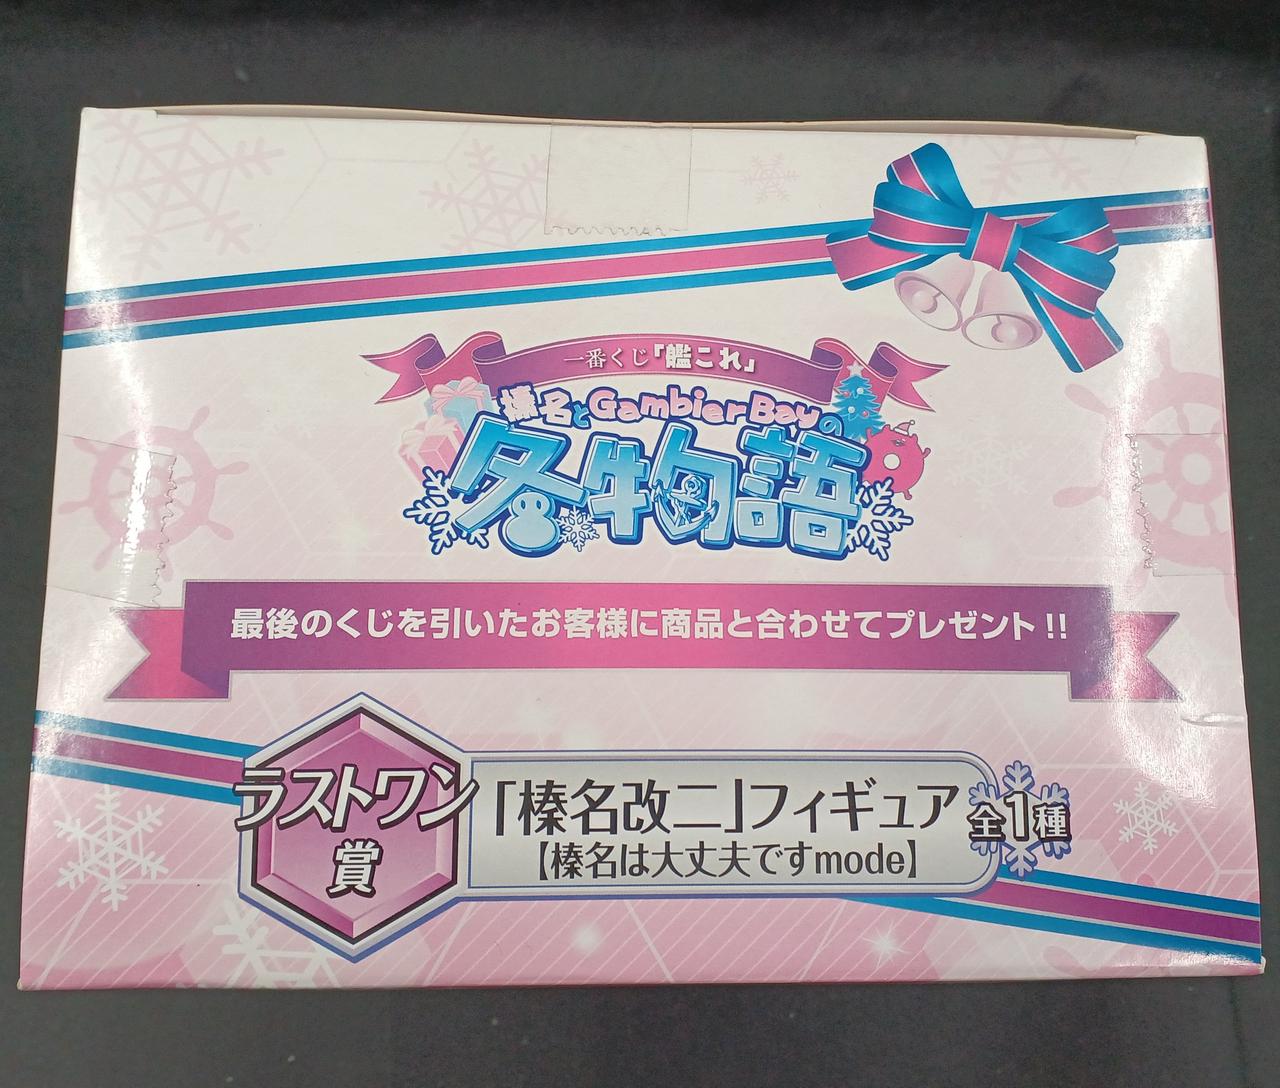 一番くじ「艦これ」
榛名とGambier Bayの
冬物語
最後のくじを引いたお客様に商品と合わせてプレゼント!!
ラストワン
賞
「榛名改二」フィギュア
【榛名は大丈夫ですmode】
全1種